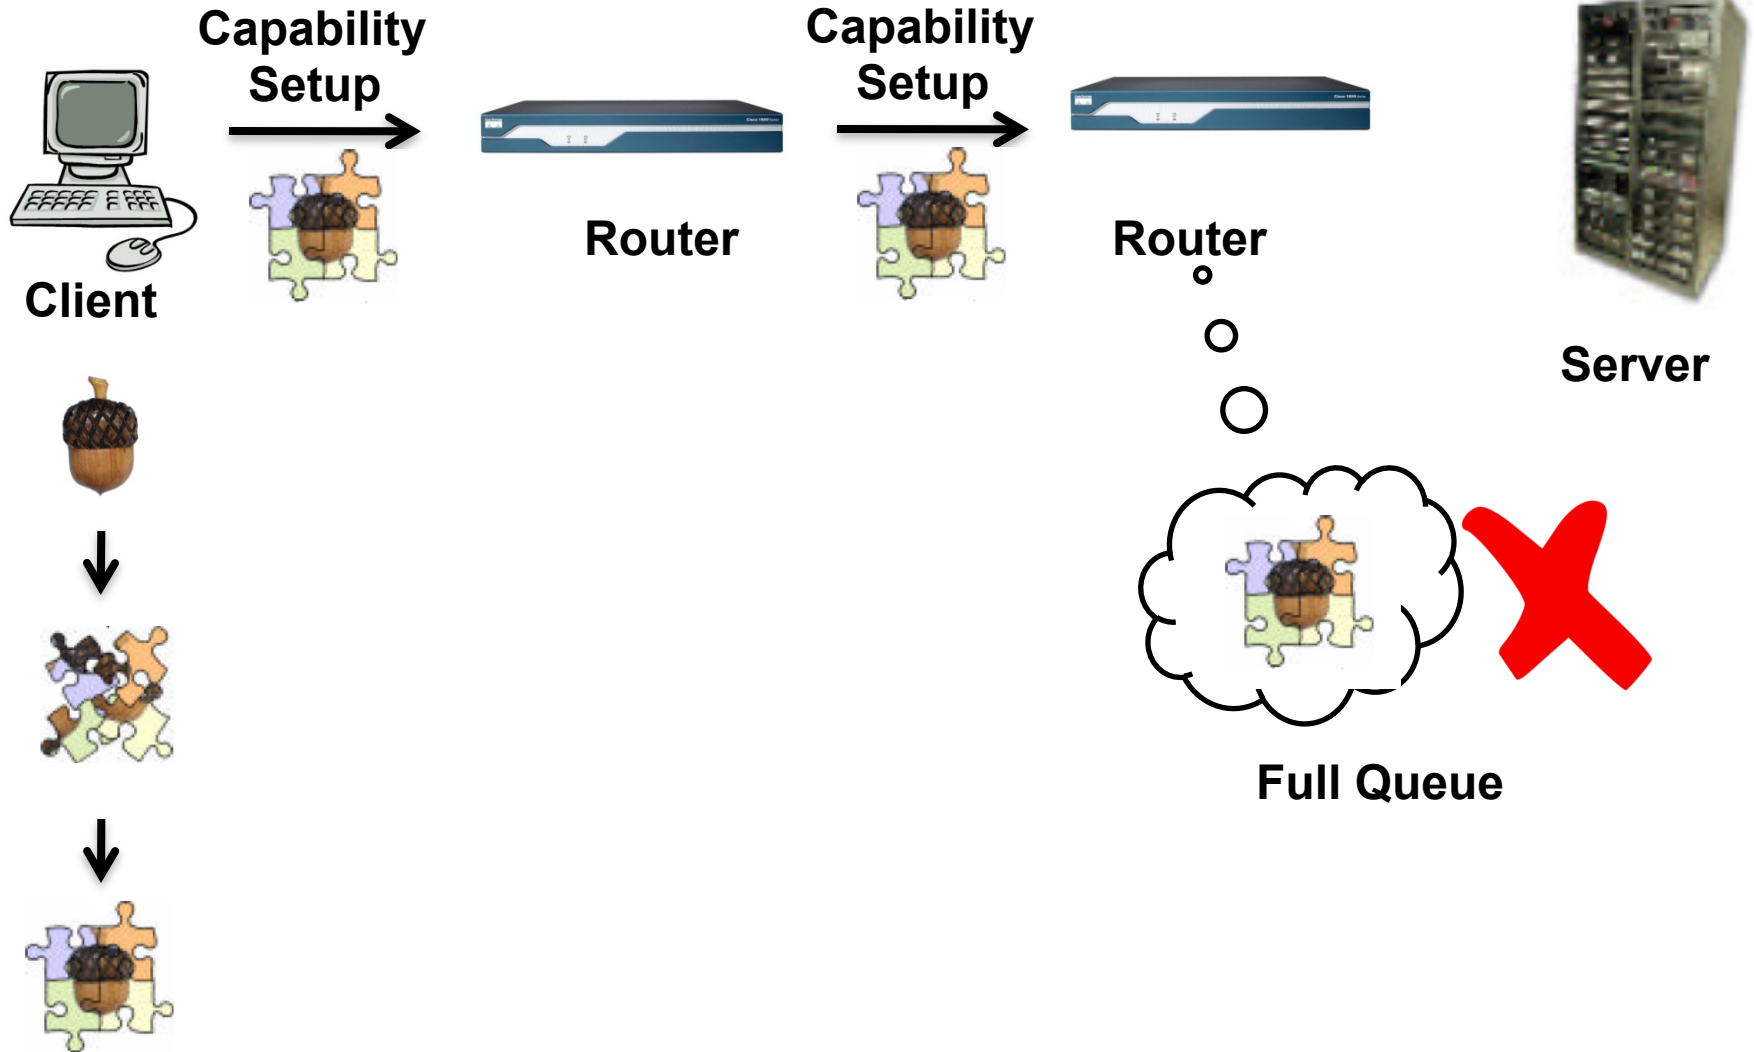 Capability
Setup
Capability
Setup
Router
Router
Client
Server
Full Queue